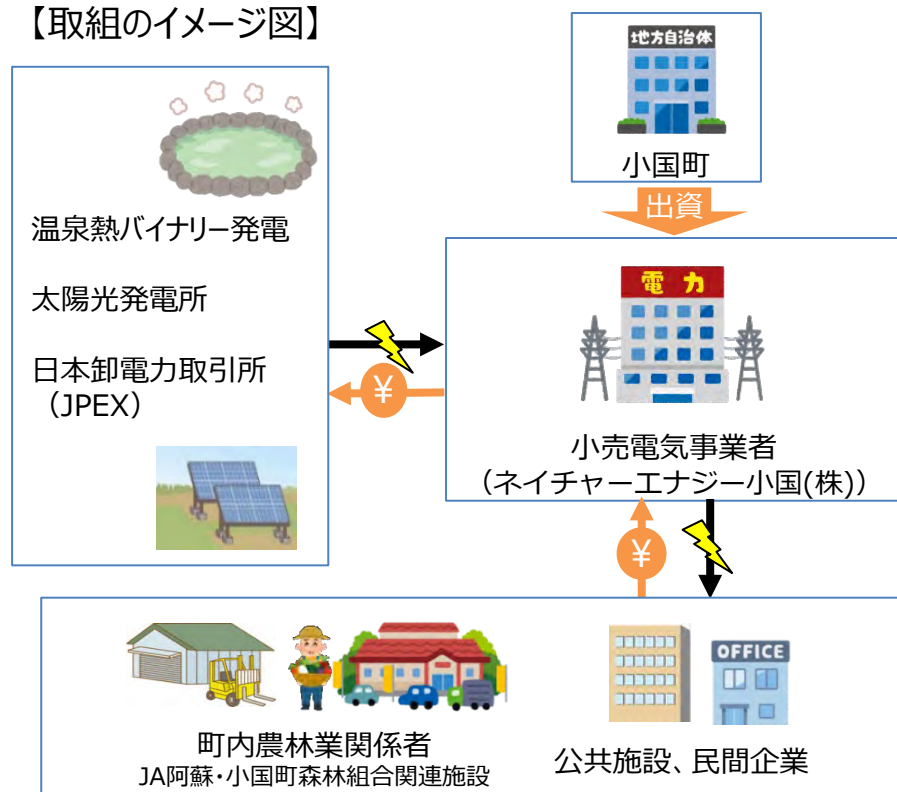 【取組のイメージ図】
地方自治体
小国町
出資
温泉熱バイナリー発電
太陽光発電所
日本卸電力取引所
（JPEX）
¥
電力
小売電気事業者
（ネイチャーエナジー小国(株)）
¥
町内農林業関係者
JA阿蘇・小国町森林組合関連施設
OFFICE
公共施設、民間企業